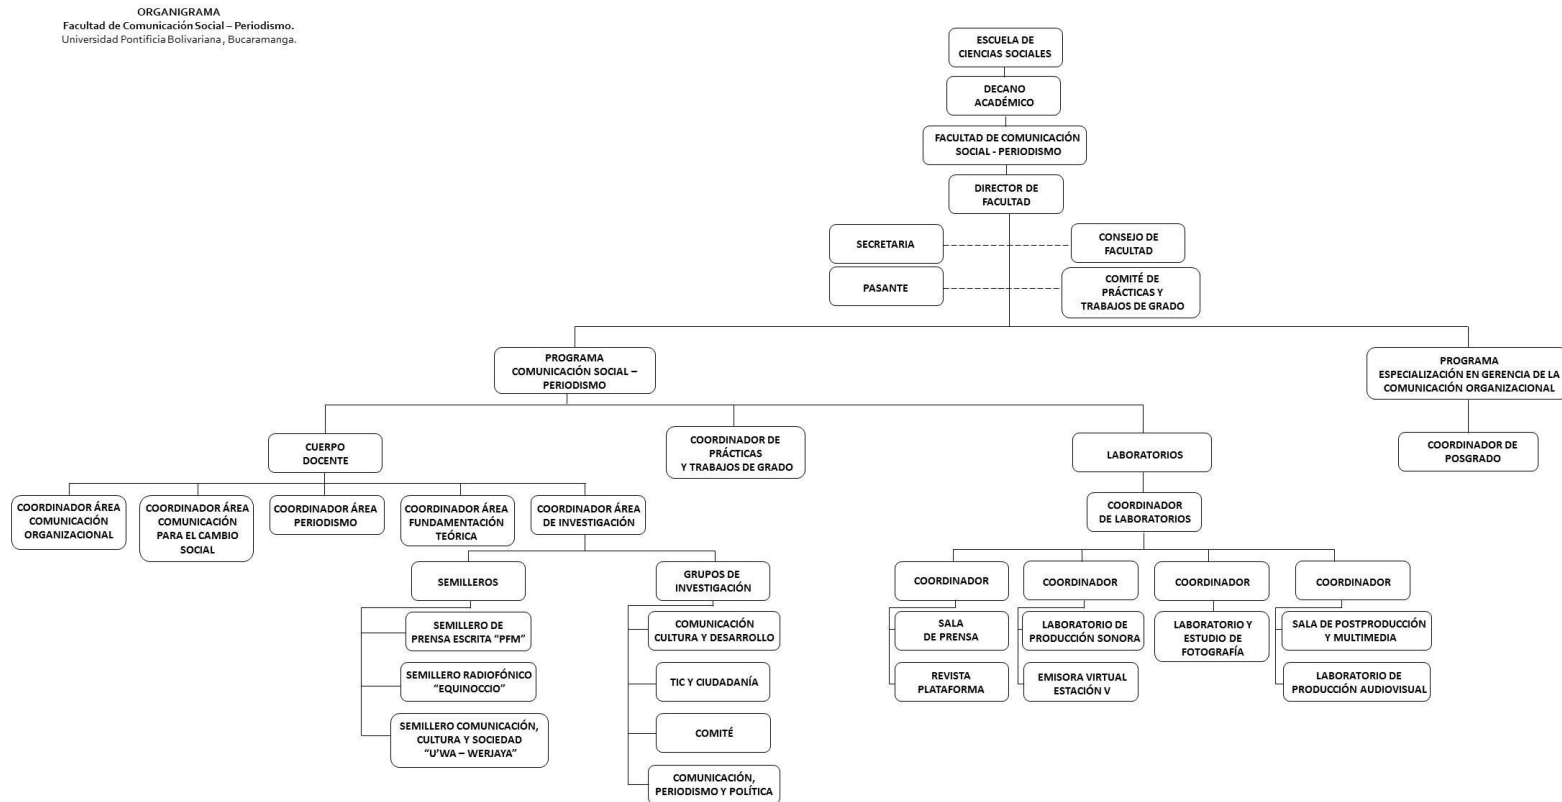 ORGANIGRAMA
Facultad de Comunicación Social – Periodismo.
Universidad Pontificia Bolivariana, Bucaramanga.
ESCUELA DE
CIENCIAS SOCIALES
DECANO
ACADÉMICO
FACULTAD DE COMUNICACIÓN
SOCIAL - PERIODISMO
DIRECTOR DE
FACULTAD
SECRETARIA
CONSEJO DE
FACULTAD
PASANTE
COMITÉ DE
PRÁCTICAS Y
TRABAJOS DE GRADO
PROGRAMA
COMUNICACIÓN SOCIAL –
PERIODISMO
PROGRAMA
ESPECIALIZACIÓN EN GERENCIA DE LA
COMUNICACIÓN ORGANIZACIONAL
CUERPO
DOCENTE
COORDINADOR DE
PRÁCTICAS
Y TRABAJOS DE GRADO
LABORATORIOS
COORDINADOR DE
POSGRADO
COORDINADOR ÁREA
COMUNICACIÓN
ORGANIZACIONAL
COORDINADOR ÁREA
COMUNICACIÓN
PARA EL CAMBIO
SOCIAL
COORDINADOR ÁREA
PERIODISMO
COORDINADOR ÁREA
FUNDAMENTACIÓN
TEÓRICA
COORDINADOR ÁREA
DE INVESTIGACIÓN
COORDINADOR
DE LABORATORIOS
SEMILLEROS
GRUPOS DE
INVESTIGACIÓN
COORDINADOR
COORDINADOR
COORDINADOR
COORDINADOR
SEMILLERO DE
PRENSA ESCRITA “PFM”
COMUNICACIÓN
CULTURA Y DESARROLLO
SALA
DE PRENSA
LABORATORIO DE
PRODUCCIÓN SONORA
LABORATORIO Y
ESTUDIO DE
FOTOGRAFÍA
SALA DE POSTPRODUCCIÓN
Y MULTIMEDIA
SEMILLERO RADIOFÓNICO
“EQUINOCCIO”
TIC Y CIUDADANÍA
REVISTA
PLATAFORMA
EMISORA VIRTUAL
ESTACIÓN V
LABORATORIO DE
PRODUCCIÓN AUDIOVISUAL
SEMILLERO COMUNICACIÓN,
CULTURA Y SOCIEDAD
“U’WA – WERJAYA”
COMITÉ
COMUNICACIÓN,
PERIODISMO Y POLÍTICA